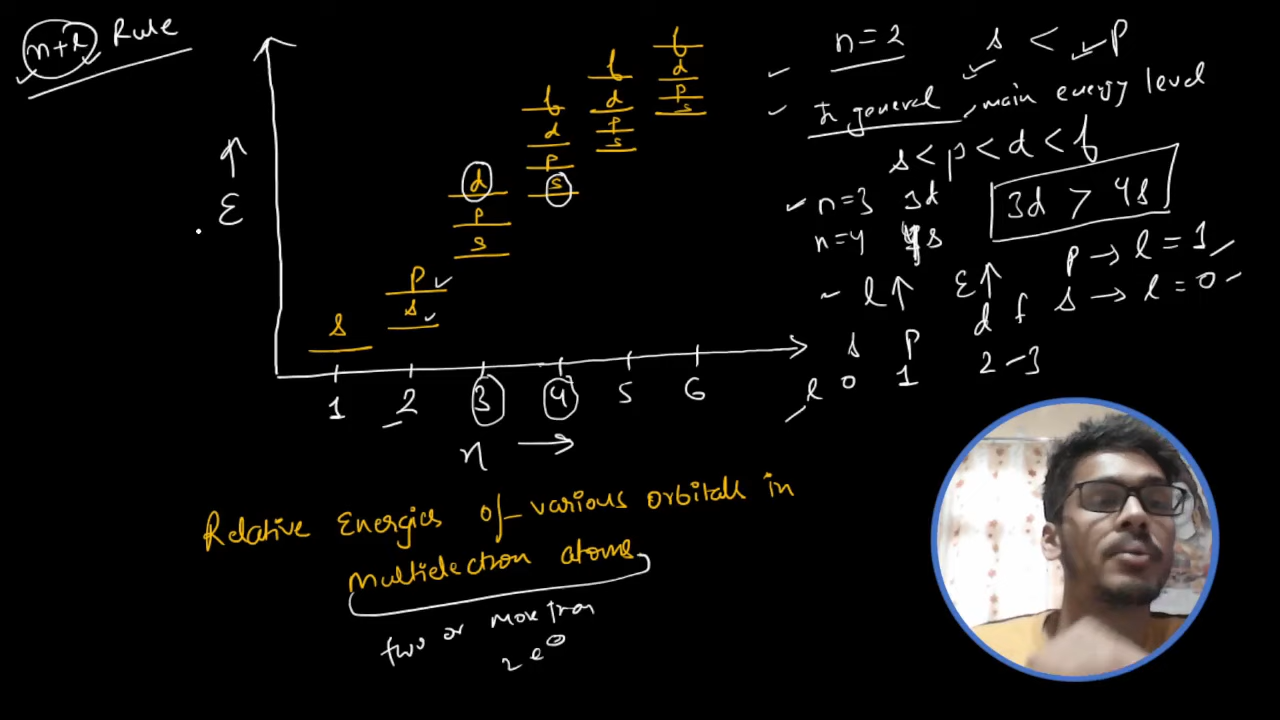 n+l Rule
ε
f
d
p
s
f
d
p
s
f
d
p
s
d
p
s
p
s
s
1 2 3 4 5 6
n →
Relative Energies of various orbitals in
multielectron atoms
two or more than
2 e⊖
n=2 s < p
In general, main energy level
s < p < d < f
n=3 3d
n=4 4s
3d > 4s
l↑ ε↑
p → l = 1
s → l = 0
s p d f
l 0 1 2 3